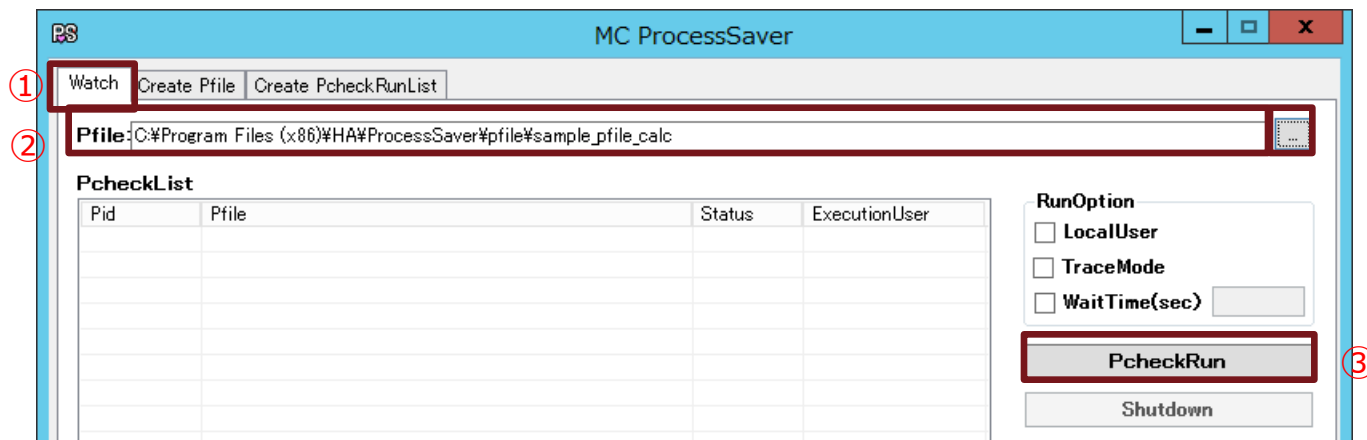 PS
MC ProcessSaver
① Watch Create Pfile Create PcheckRunList
② Pfile: C:¥Program Files (x86)¥HA¥ProcessSaver¥pfile¥sample_pfile_calc ...
PcheckList
Pid Pfile Status ExecutionUser
RunOption
LocalUser
TraceMode
WaitTime(sec)
PcheckRun ③
Shutdown